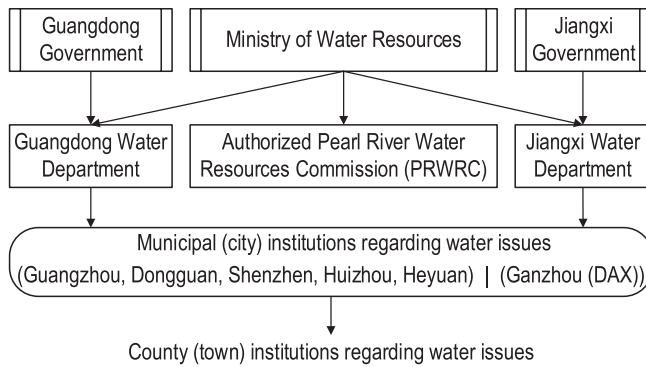 Guangdong
Government
Ministry of Water Resources
Jiangxi
Government
Guangdong Water
Department
Authorized Pearl River Water
Resources Commission (PRWRC)
Jiangxi Water
Department
Municipal (city) institutions regarding water issues
(Guangzhou, Dongguan, Shenzhen, Huizhou, Heyuan) | (Ganzhou (DAX))
County (town) institutions regarding water issues